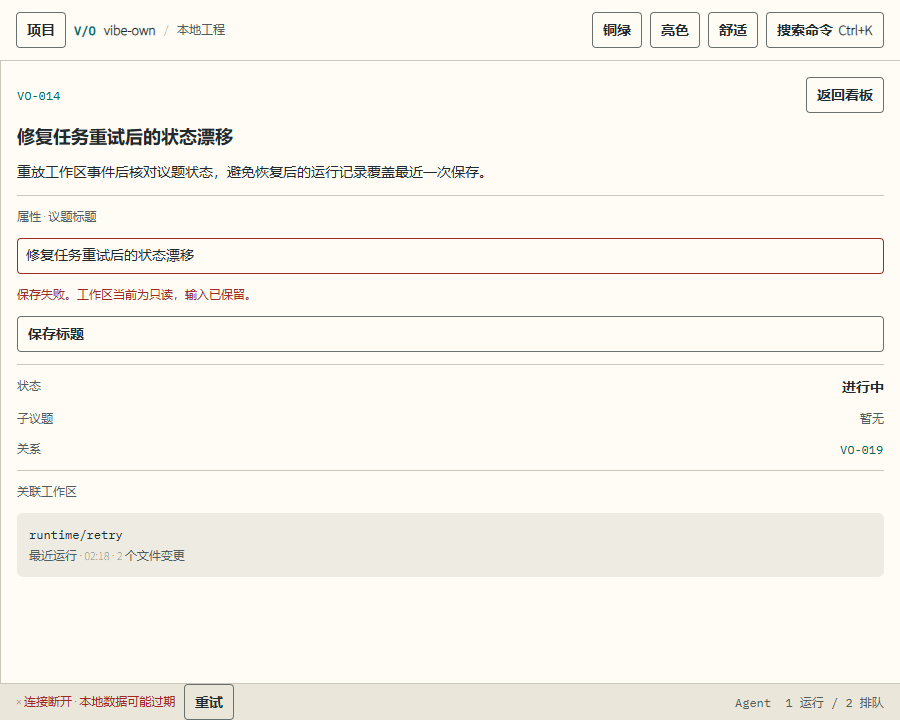 项目 V/O vibe-own / 本地工程 铜绿 亮色 舒适 搜索命令 Ctrl+K
VO-014 返回看板
修复任务重试后的状态漂移
重放工作区事件后核对议题状态，避免恢复后的运行记录覆盖最近一次保存。
属性·议题标题
修复任务重试后的状态漂移
保存失败。工作区当前为只读，输入已保留。
保存标题
状态 进行中
子议题 暂无
关系 VO-019
关联工作区
runtime/retry
最近运行·02:18·2 个文件变更
×连接断开·本地数据可能过期 重试 Agent 1 运行 / 2 排队